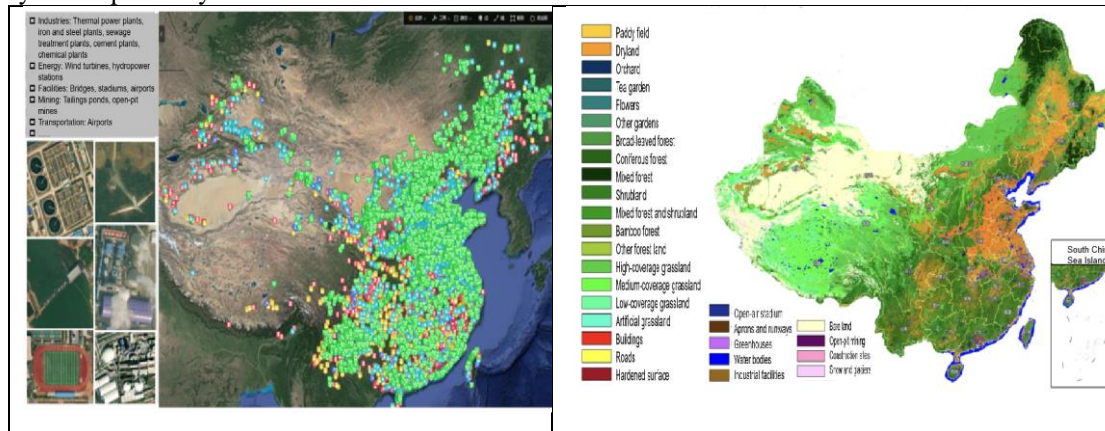 Industries: Thermal power plants,
iron and steel plants, sewage
treatment plants, cement plants,
chemical plants
Energy: Wind turbines, hydropower
stations
Facilities: Bridges, stadiums, airports
Mining: Tailings ponds, open-pit
mines
Transportation: Airports
......
Paddy field
Dryland
Orchard
Tea garden
Flowers
Other gardens
Broad-leaved forest
Coniferous forest
Mixed forest
Shrubland
Mixed forest and shrubland
Bamboo forest
Other forest land
High-coverage grassland
Medium-coverage grassland
Low-coverage grassland
Artificial grassland
Buildings
Roads
Hardened surface
Open-air stadium
Aprons and runways
Greenhouses
Water bodies
Industrial facilities
Bare land
Open-pit mining
Construction sites
Snow and glaciers
South Chi
Sea Island